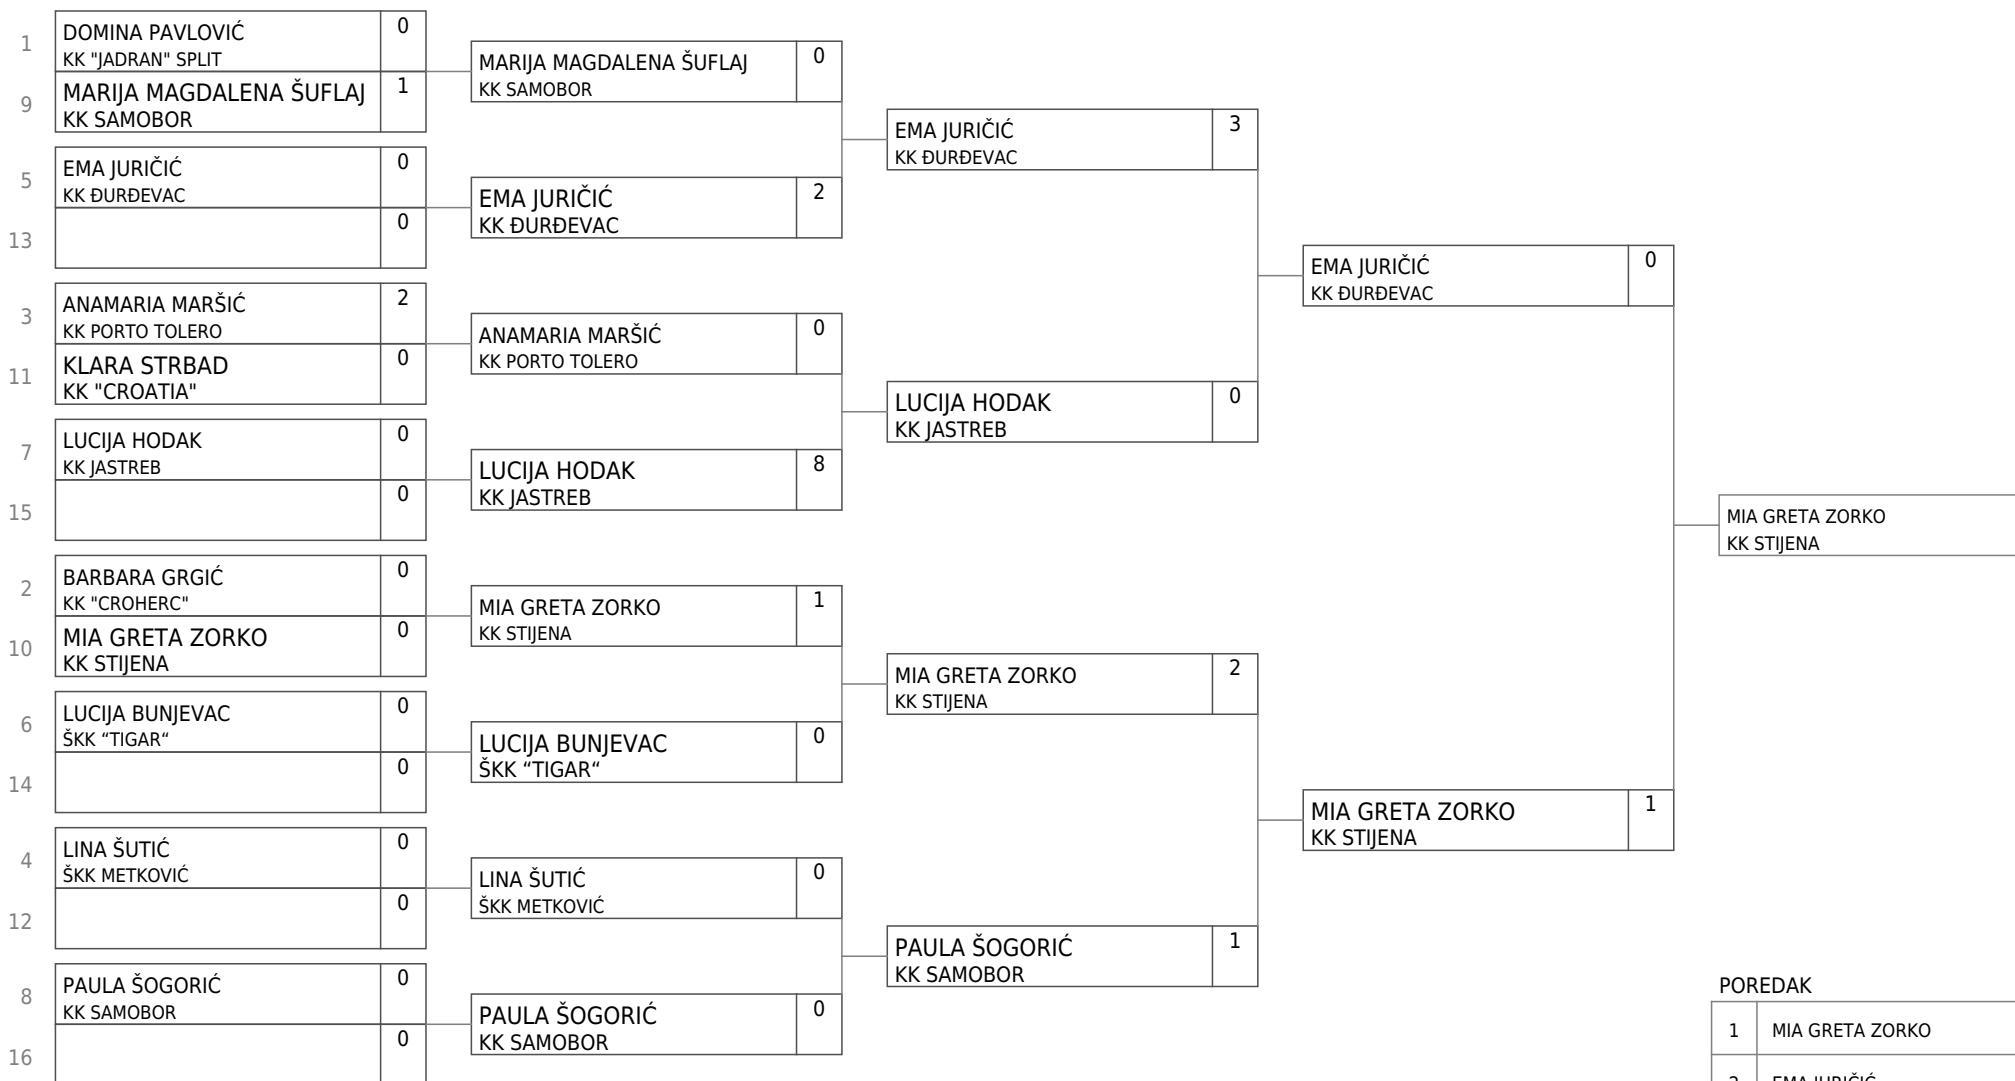 1
DOMINA PAVLOVIĆ
0
KK "JADRAN" SPLIT
9
MARIJA MAGDALENA ŠUFLAJ
1
KK SAMOBOR
5
EMA JURIČIĆ
0
KK ĐURĐEVAC
13
0
3
ANAMARIA MARŠIĆ
2
KK PORTO TOLERO
11
KLARA STRBAD
0
KK "CROATIA"
7
LUCIJA HODAK
0
KK JASTREB
15
0
2
BARBARA GRGIĆ
0
KK "CROHERC"
10
MIA GRETA ZORKO
0
KK STIJENA
6
LUCIJA BUNJEVAC
0
ŠKK “TIGAR“
14
0
4
LINA ŠUTIĆ
0
ŠKK METKOVIĆ
12
0
8
PAULA ŠOGORIĆ
0
KK SAMOBOR
16
0
MARIJA MAGDALENA ŠUFLAJ
0
KK SAMOBOR
EMA JURIČIĆ
2
KK ĐURĐEVAC
ANAMARIA MARŠIĆ
0
KK PORTO TOLERO
LUCIJA HODAK
8
KK JASTREB
MIA GRETA ZORKO
1
KK STIJENA
LUCIJA BUNJEVAC
0
ŠKK “TIGAR“
LINA ŠUTIĆ
0
ŠKK METKOVIĆ
PAULA ŠOGORIĆ
0
KK SAMOBOR
EMA JURIČIĆ
3
KK ĐURĐEVAC
LUCIJA HODAK
0
KK JASTREB
MIA GRETA ZORKO
2
KK STIJENA
PAULA ŠOGORIĆ
1
KK SAMOBOR
EMA JURIČIĆ
0
KK ĐURĐEVAC
MIA GRETA ZORKO
1
KK STIJENA
MIA GRETA ZORKO
KK STIJENA
POREDAK
1 MIA GRETA ZORKO
2 EMA JURIČIĆ